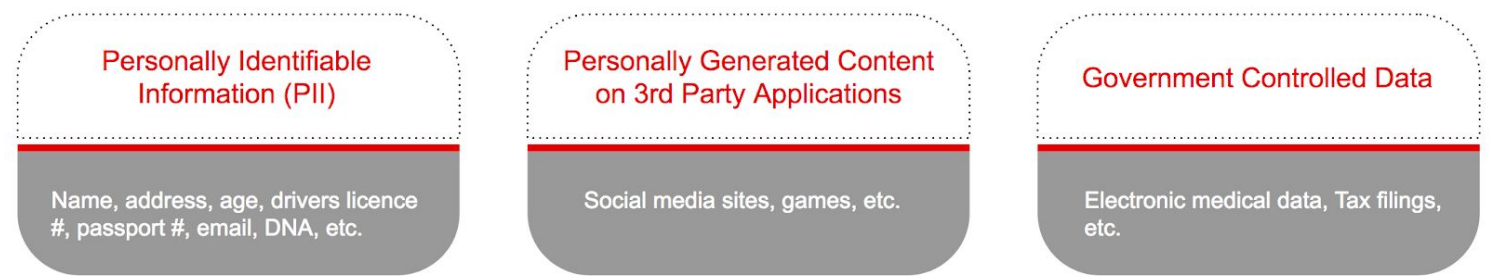 Personally Identifiable
Information (PII)
Name, address, age, drivers licence
#, passport #, email, DNA, etc.
Personally Generated Content
on 3rd Party Applications
Social media sites, games, etc.
Government Controlled Data
Electronic medical data, Tax filings,
etc.